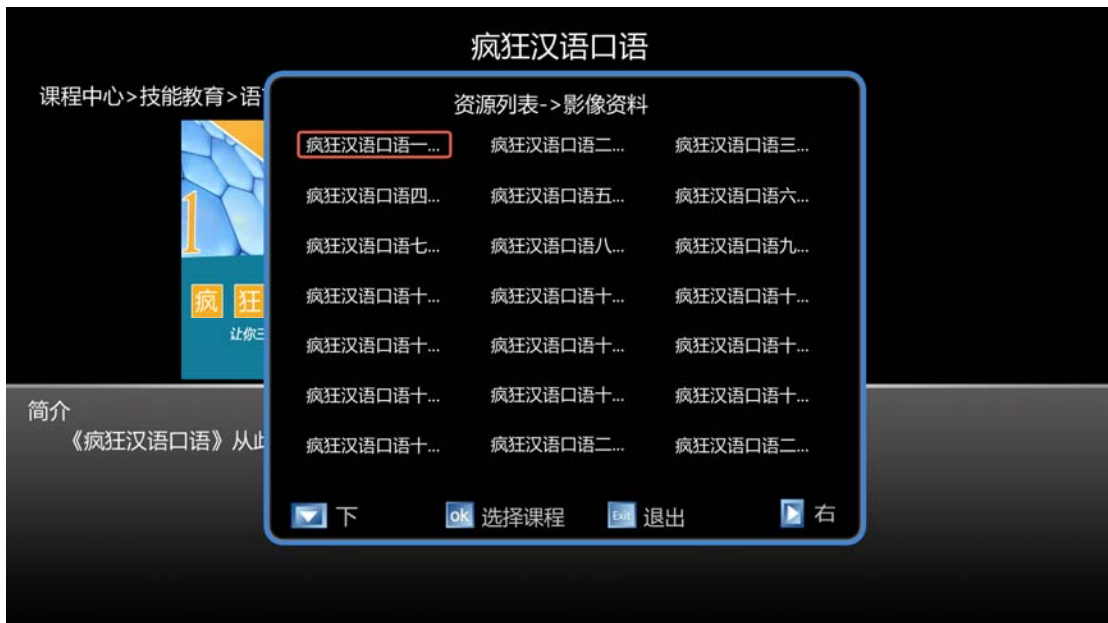 疯狂汉语口语
课程中心>技能教育>语
1
疯 狂
让你三
简介
《疯狂汉语口语》从此
资源列表->影像资料
疯狂汉语口语一... 疯狂汉语口语二... 疯狂汉语口语三...
疯狂汉语口语四... 疯狂汉语口语五... 疯狂汉语口语六...
疯狂汉语口语七... 疯狂汉语口语八... 疯狂汉语口语九...
疯狂汉语口语十... 疯狂汉语口语十... 疯狂汉语口语十...
疯狂汉语口语十... 疯狂汉语口语十... 疯狂汉语口语十...
疯狂汉语口语十... 疯狂汉语口语十... 疯狂汉语口语十...
疯狂汉语口语十... 疯狂汉语口语二... 疯狂汉语口语二...
下 ok 选择课程 Exit 退出 右